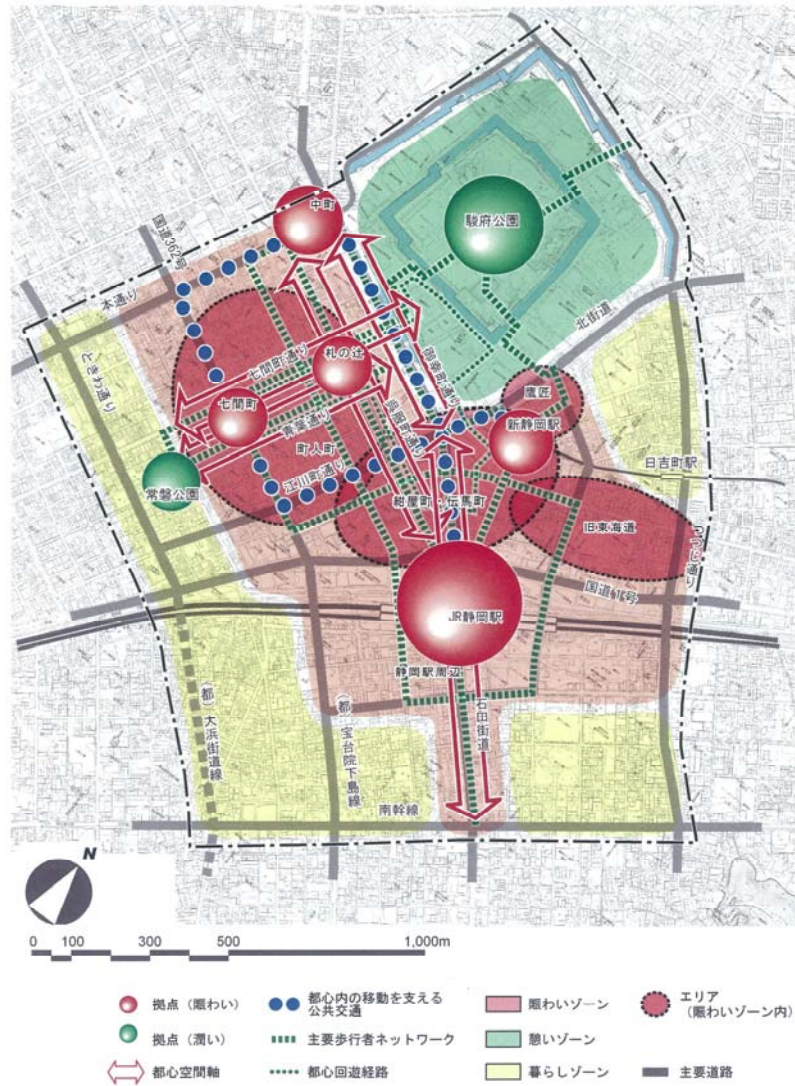 中町
国道362号
駿府公園
本通り
北街道
ときわ通り
七間町通り
札の辻
御幸町通り
鷹匠
七間町
青葉通り
呉服町通り
新静岡駅
町人町
日吉町駅
常磐公園
江川町通り
紺屋町・伝馬町
旧東海道
つつじ通り
国道1号
JR静岡駅
静岡駅周辺
石田街道
(都)大浜街道線
(都)宝台院下島線
南幹線
N
0 100 300 500 1,000m
拠点(賑わい)
都心内の移動を支える
公共交通
賑わいゾーン
エリア
(賑わいゾーン内)
拠点(潤い)
主要歩行者ネットワーク
憩いゾーン
都心空間軸
都心回遊経路
暮らしゾーン
主要道路